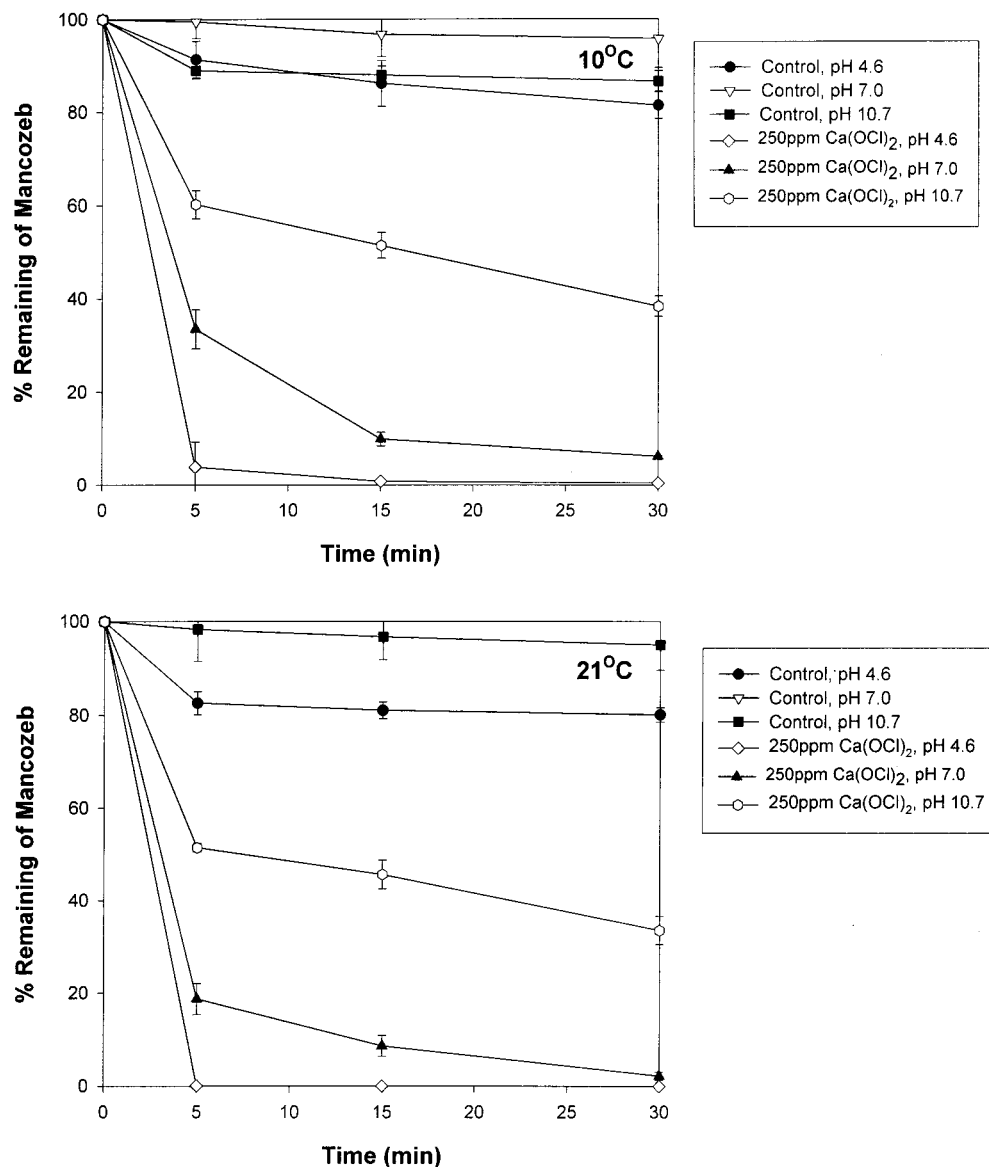 100
80
60
40
20
0
% Remaining of Mancozeb
10°C
0 5 10 15 20 25 30
Time (min)
Control, pH 4.6
Control, pH 7.0
Control, pH 10.7
250ppm Ca(OCl)2, pH 4.6
250ppm Ca(OCl)2, pH 7.0
250ppm Ca(OCl)2, pH 10.7
100
80
60
40
20
0
% Remaining of Mancozeb
21°C
0 5 10 15 20 25 30
Time (min)
Control, pH 4.6
Control, pH 7.0
Control, pH 10.7
250ppm Ca(OCl)2, pH 4.6
250ppm Ca(OCl)2, pH 7.0
250ppm Ca(OCl)2, pH 10.7